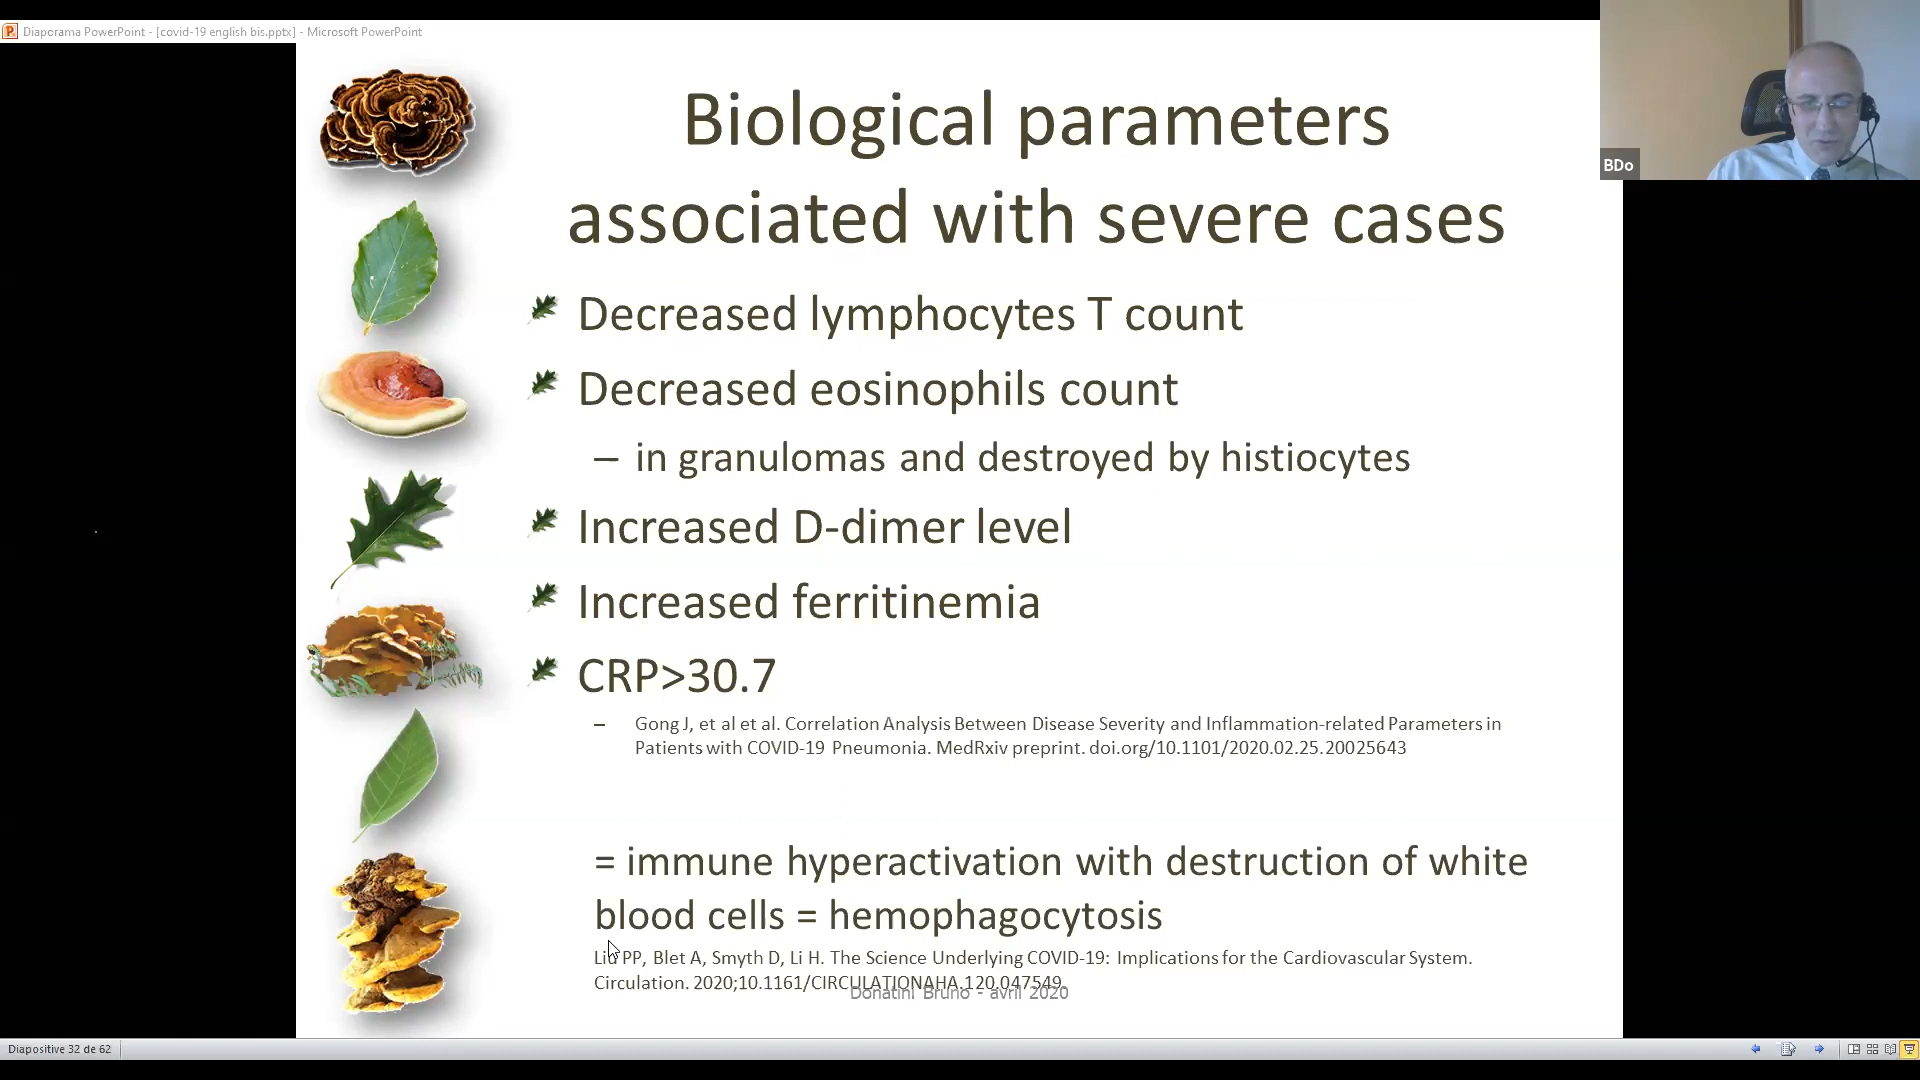 Diaporama PowerPoint - [covid-19 english bis.pptx] - Microsoft PowerPoint
BDo
Biological parameters
associated with severe cases
Decreased lymphocytes T count
Decreased eosinophils count
– in granulomas and destroyed by histiocytes
Increased D-dimer level
Increased ferritinemia
CRP>30.7
– Gong J, et al et al. Correlation Analysis Between Disease Severity and Inflammation-related Parameters in
Patients with COVID-19 Pneumonia. MedRxiv preprint. doi.org/10.1101/2020.02.25.20025643
= immune hyperactivation with destruction of white
blood cells = hemophagocytosis
PP, Blet A, Smyth D, Li H. The Science Underlying COVID-19: Implications for the Cardiovascular System.
Circulation. 2020;10.1161/CIRCULATIONAHA.120.047549.
Donatini Bruno - avril 2020
Diapositive 32 de 62